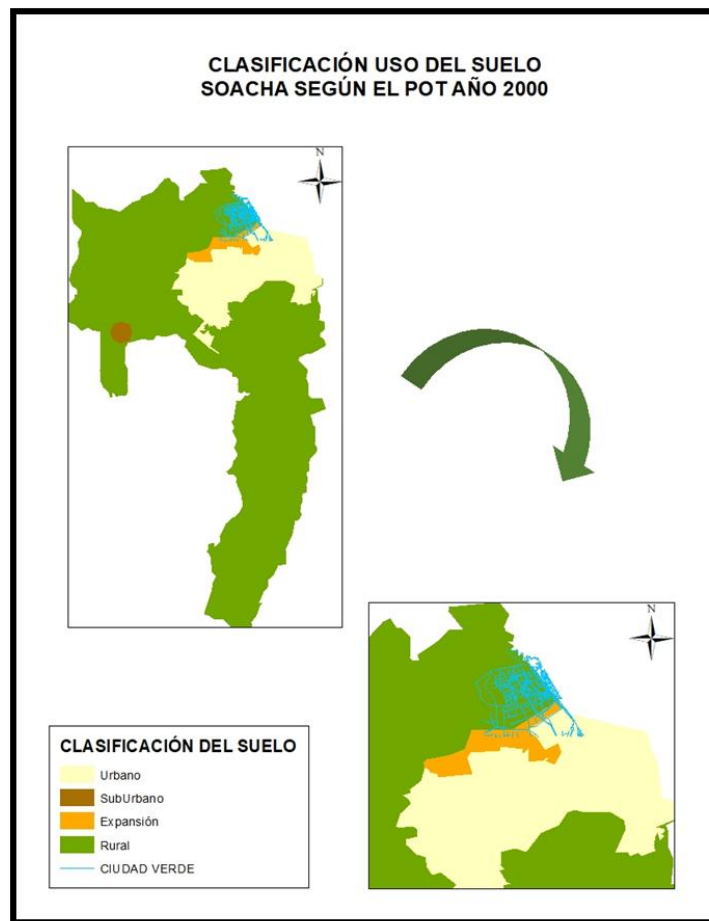 CLASIFICACIÓN USO DEL SUELO
SOACHA SEGÚN EL POT AÑO 2000
N
N
CLASIFICACIÓN DEL SUELO
Urbano
SubUrbano
Expansión
Rural
CIUDAD VERDE